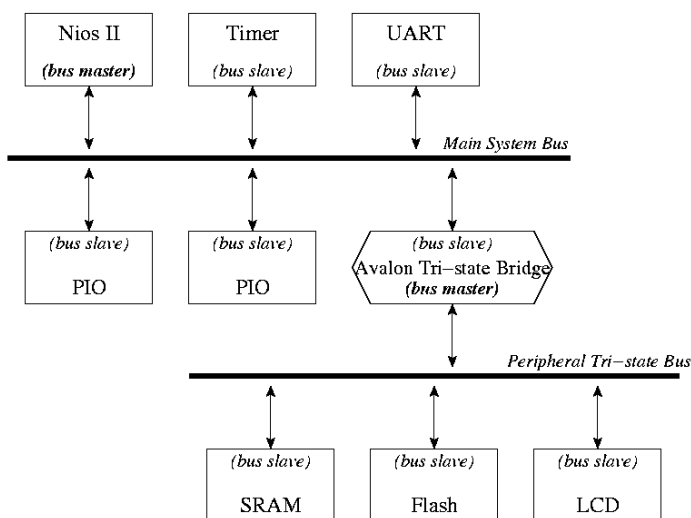 Nios II
Timer
UART
(bus master)
(bus slave)
(bus slave)
Main System Bus
(bus slave)
(bus slave)
(bus slave)
PIO
PIO
Avalon Tri-state Bridge
(bus master)
Peripheral Tri-state Bus
(bus slave)
(bus slave)
(bus slave)
SRAM
Flash
LCD